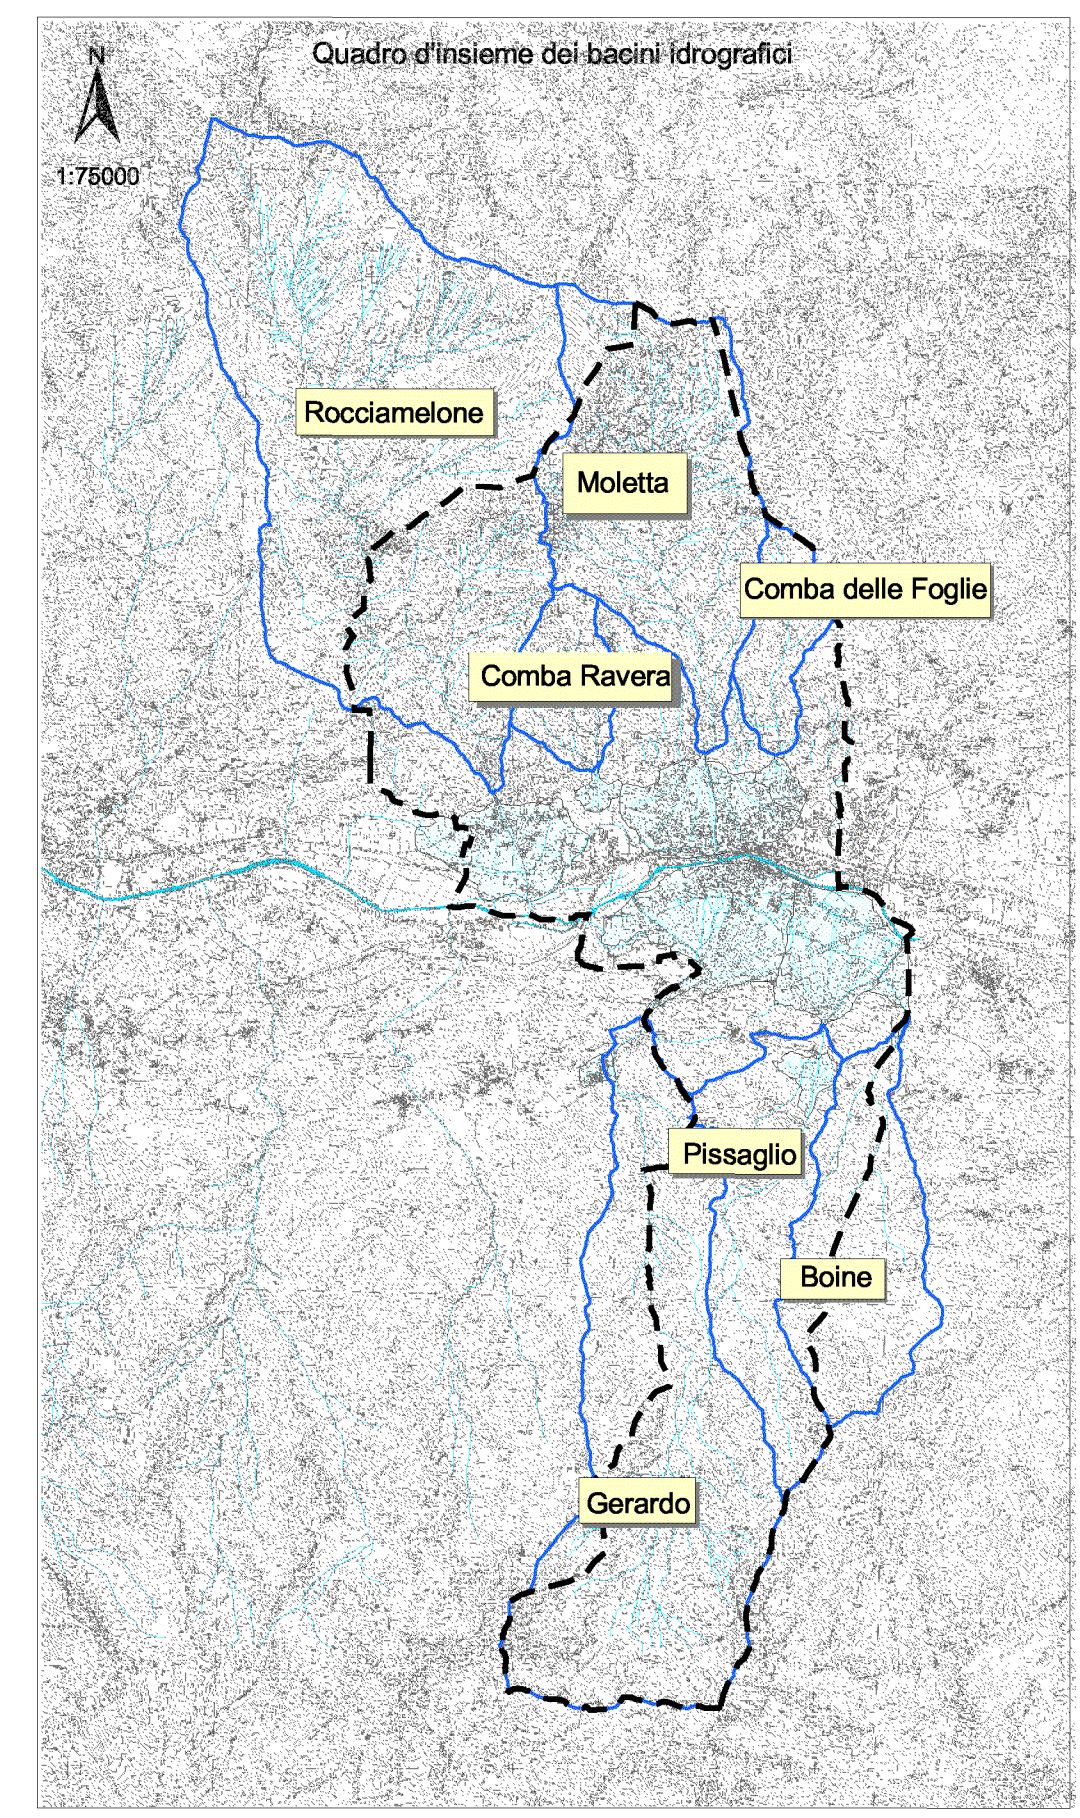 Quadro d'insieme dei bacini idrografici
N
1:75000
Rocciamelone
Moletta
Comba delle Foglie
Comba Ravera
Pissaglio
Boine
Gerardo